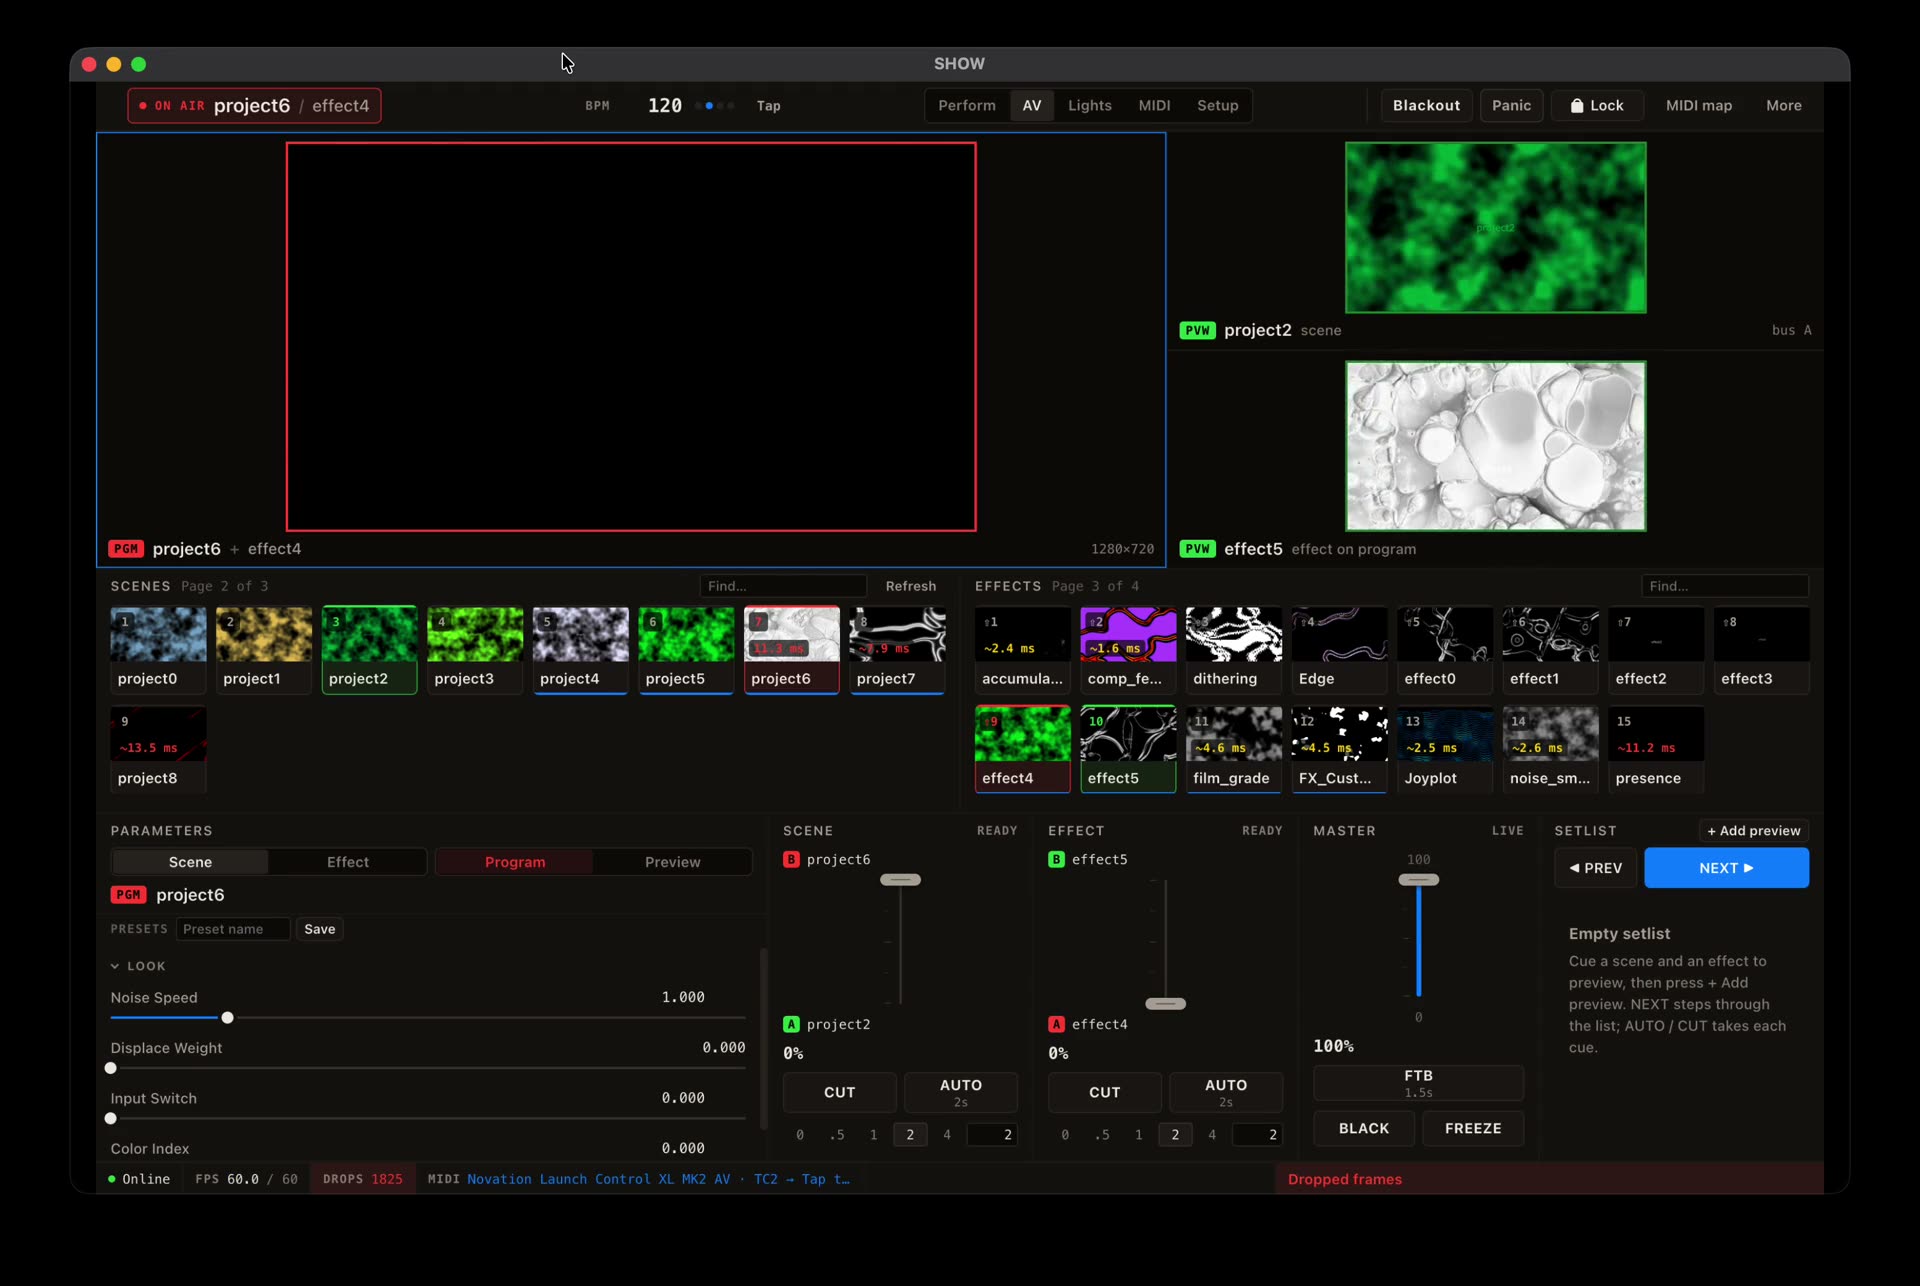 SHOW
ON AIR project6 / effect4
BPM 120 Tap
Perform AV Lights MIDI Setup
Blackout Panic Lock MIDI map More
project2
PVW project2 scene bus A
PGM project6 + effect4 1280×720
PVW effect5 effect on program
SCENES Page 2 of 3 Find... Refresh
1 2 3 4 5 6 7 8
11.3 ms ~7.9 ms
project0 project1 project2 project3 project4 project5 project6 project7
9
~13.5 ms
project8
EFFECTS Page 3 of 4 Find...
⇧1 ⇧2 ⇧3 ⇧4 ⇧5 ⇧6 ⇧7 ⇧8
~2.4 ms ~1.6 ms
accumula... comp_fe... dithering Edge effect0 effect1 effect2 effect3
⇧9 10 11 12 13 14 15
~4.6 ms ~4.5 ms ~2.5 ms ~2.6 ms ~11.2 ms
effect4 effect5 film_grade FX_Cust... Joyplot noise_sm... presence
PARAMETERS
Scene Effect Program Preview
PGM project6
PRESETS Preset name Save
LOOK
Noise Speed 1.000
Displace Weight 0.000
Input Switch 0.000
Color Index 0.000
SCENE READY
B project6
A project2
0%
CUT AUTO
2s
0 .5 1 2 4 2
EFFECT READY
B effect5
A effect4
0%
CUT AUTO
2s
0 .5 1 2 4 2
MASTER LIVE
100
0
100%
FTB
1.5s
BLACK FREEZE
SETLIST + Add preview
◀ PREV NEXT ▶
Empty setlist
Cue a scene and an effect to
preview, then press + Add
preview. NEXT steps through
the list; AUTO / CUT takes each
cue.
Online FPS 60.0 / 60 DROPS 1825 MIDI Novation Launch Control XL MK2 AV · TC2 → Tap t… Dropped frames